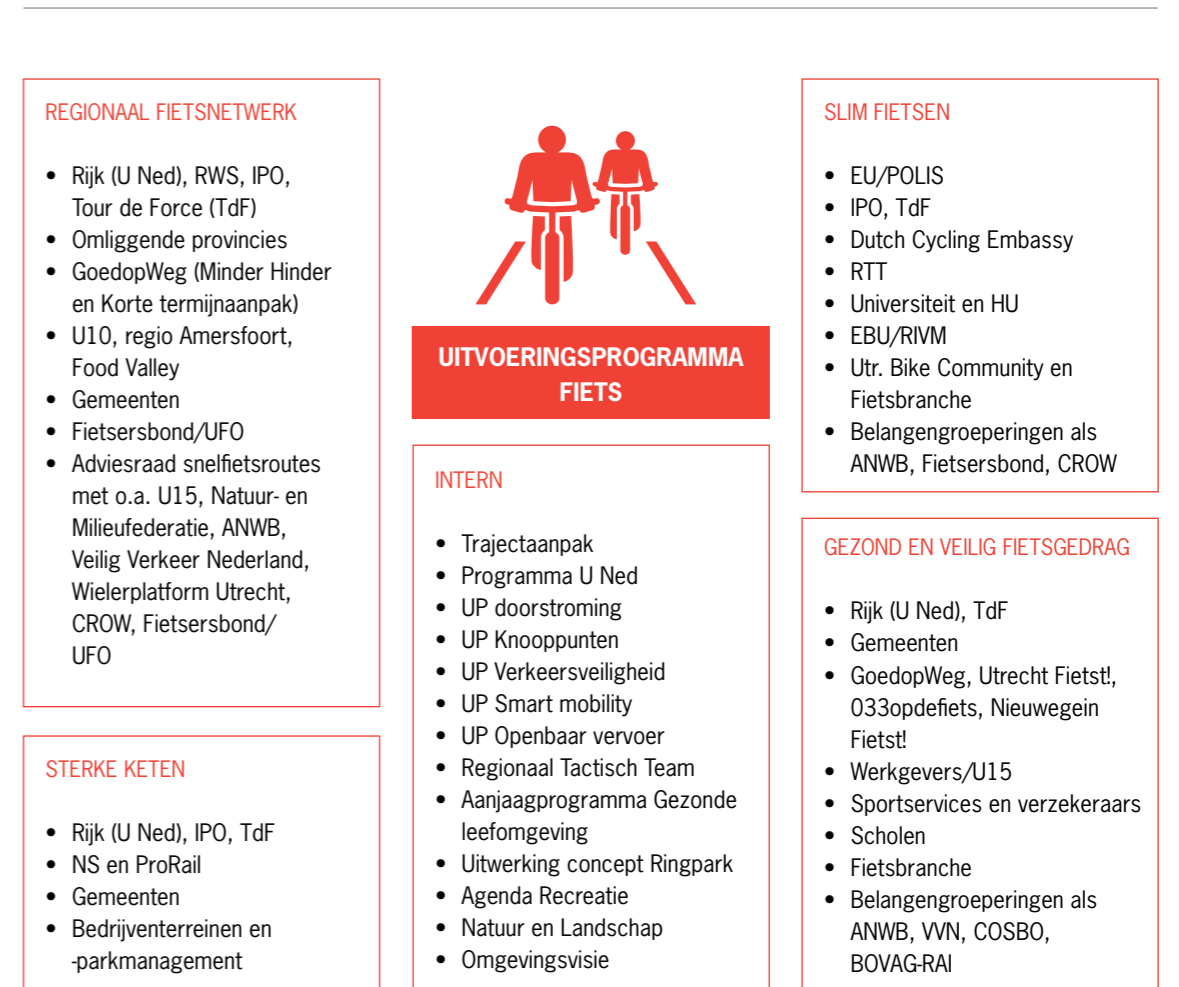 REGIONAAL FIETSNETWERK
• Rijk (U Ned), RWS, IPO,
Tour de Force (TdF)
• Omliggende provincies
• GoedopWeg (Minder Hinder
en Korte termijnaanpak)
• U10, regio Amersfoort,
Food Valley
• Gemeenten
• Fietsersbond/UFO
• Adviesraad snelfietsroutes
met o.a. U15, Natuur- en
Milieufederatie, ANWB,
Veilig Verkeer Nederland,
Wielerplatform Utrecht,
CROW, Fietsersbond/
UFO
STERKE KETEN
• Rijk (U Ned), IPO, TdF
• NS en ProRail
• Gemeenten
• Bedrijventerreinen en
-parkmanagement
UITVOERINGSPROGRAMMA
FIETS
INTERN
• Trajectaanpak
• Programma U Ned
• UP doorstroming
• UP Knooppunten
• UP Verkeersveiligheid
• UP Smart mobility
• UP Openbaar vervoer
• Regionaal Tactisch Team
• Aanjaagprogramma Gezonde
leefomgeving
• Uitwerking concept Ringpark
• Agenda Recreatie
• Natuur en Landschap
• Omgevingsvisie
SLIM FIETSEN
• EU/POLIS
• IPO, TdF
• Dutch Cycling Embassy
• RTT
• Universiteit en HU
• EBU/RIVM
• Utr. Bike Community en
Fietsbranche
• Belangengroeperingen als
ANWB, Fietsersbond, CROW
GEZOND EN VEILIG FIETSGEDRAG
• Rijk (U Ned), TdF
• Gemeenten
• GoedopWeg, Utrecht Fietst!,
033opdefiets, Nieuwegein
Fietst!
• Werkgevers/U15
• Sportservices en verzekeraars
• Scholen
• Fietsbranche
• Belangengroeperingen als
ANWB, VVN, COSBO,
BOVAG-RAI